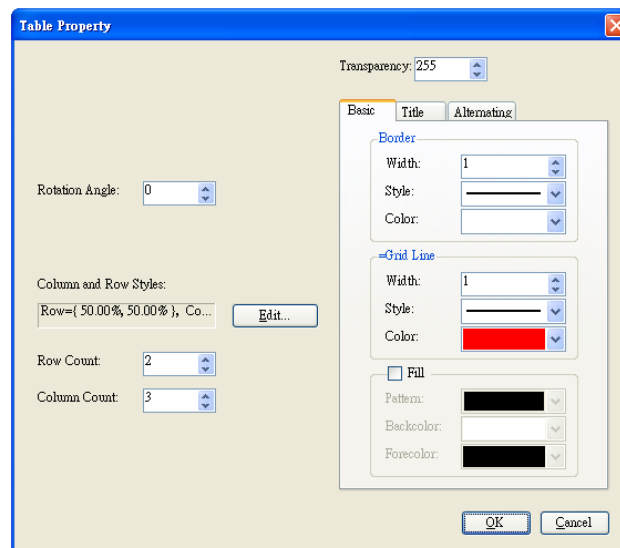 Table Property
Transparency: 255
Basic Title Alternating
Border
Width: 1
Style:
Color:
Rotation Angle: 0
=Grid Line
Width: 1
Style:
Color:
Column and Row Styles:
Row={ 50.00%, 50.00% }, Co...
Edit...
Row Count: 2
Column Count: 3
Fill
Pattern:
Backcolor:
Forecolor:
OK Cancel